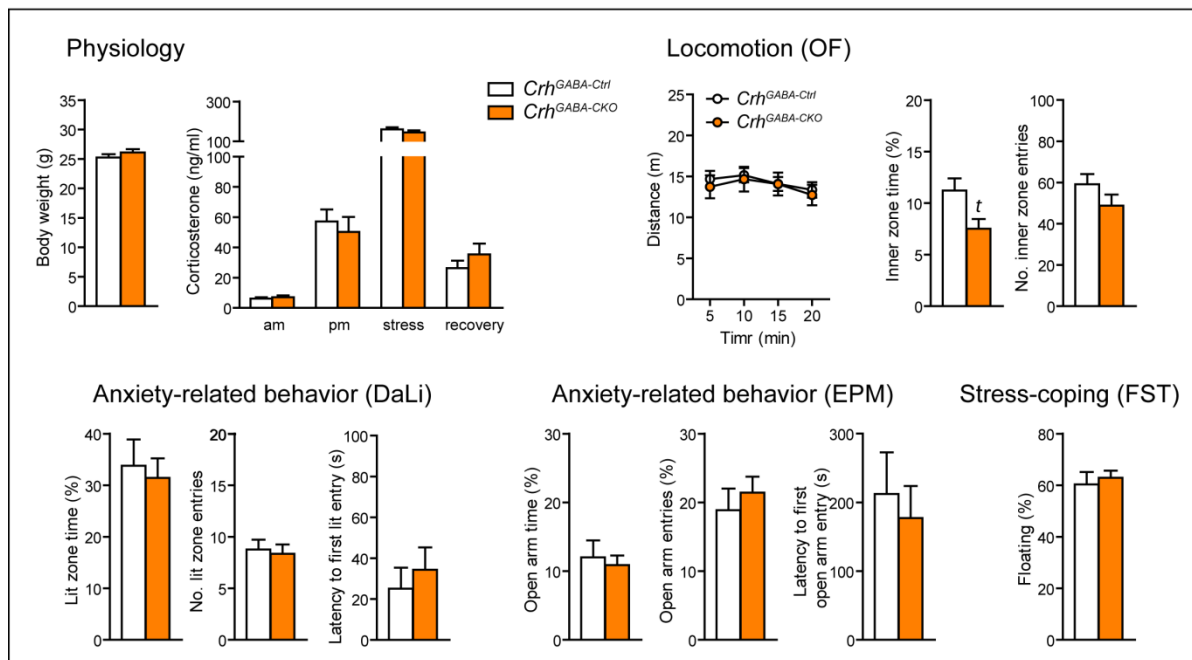 Physiology
Locomotion (OF)
Crh^GABA-Ctrl
Crh^GABA-CKO
Body weight (g)
35
30
25
20
15
10
5
0
Corticosterone (ng/ml)
300
100
100
80
60
40
20
0
am pm stress recovery
Crh^GABA-Ctrl
Crh^GABA-CKO
Distance (m)
25
20
15
10
5
0
5 10 15 20
Timr (min)
Inner zone time (%)
20
15
10
5
0
t
No. inner zone entries
100
80
60
40
20
0
Anxiety-related behavior (DaLi)
Anxiety-related behavior (EPM)
Stress-coping (FST)
Lit zone time (%)
40
30
20
10
0
No. lit zone entries
20
15
10
5
0
Latency to first lit entry (s)
100
80
60
40
20
0
Open arm time (%)
30
20
10
0
Open arm entries (%)
30
20
10
0
Latency to first
open arm entry (s)
300
200
100
0
Floating (%)
80
60
40
20
0